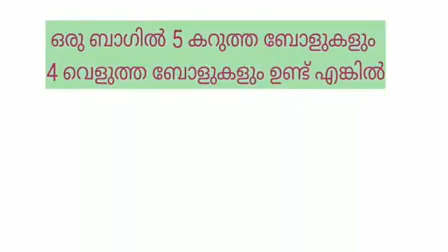 ഒരു ബാഗിൽ 5 കറുത്ത ബോളുകളും
4 വെളുത്ത ബോളുകളും ഉണ്ട് എങ്കിൽ